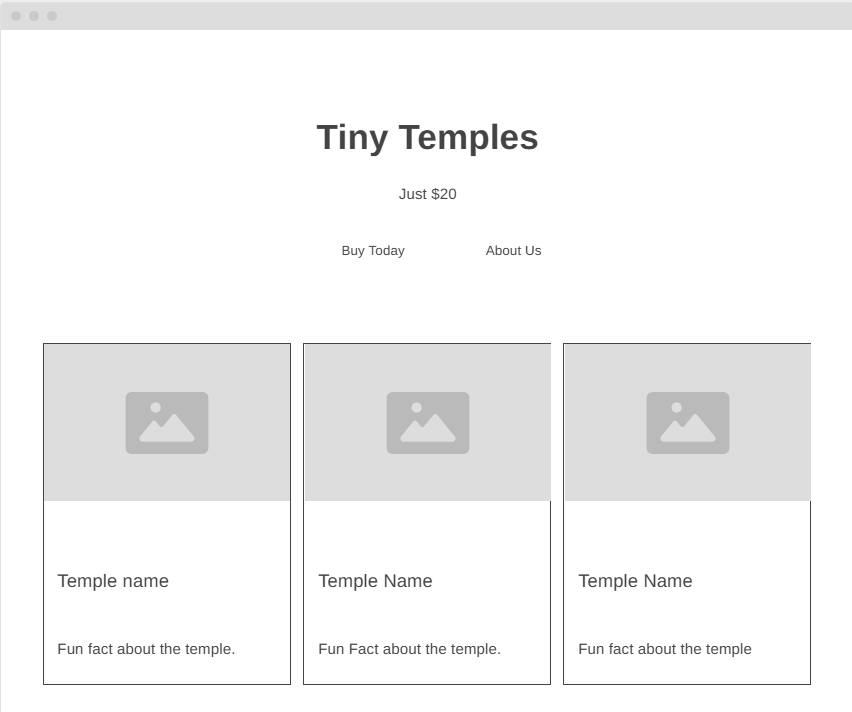 Tiny Temples
Just $20
Buy Today About Us
Temple name Temple Name Temple Name
Fun fact about the temple. Fun Fact about the temple. Fun fact about the temple